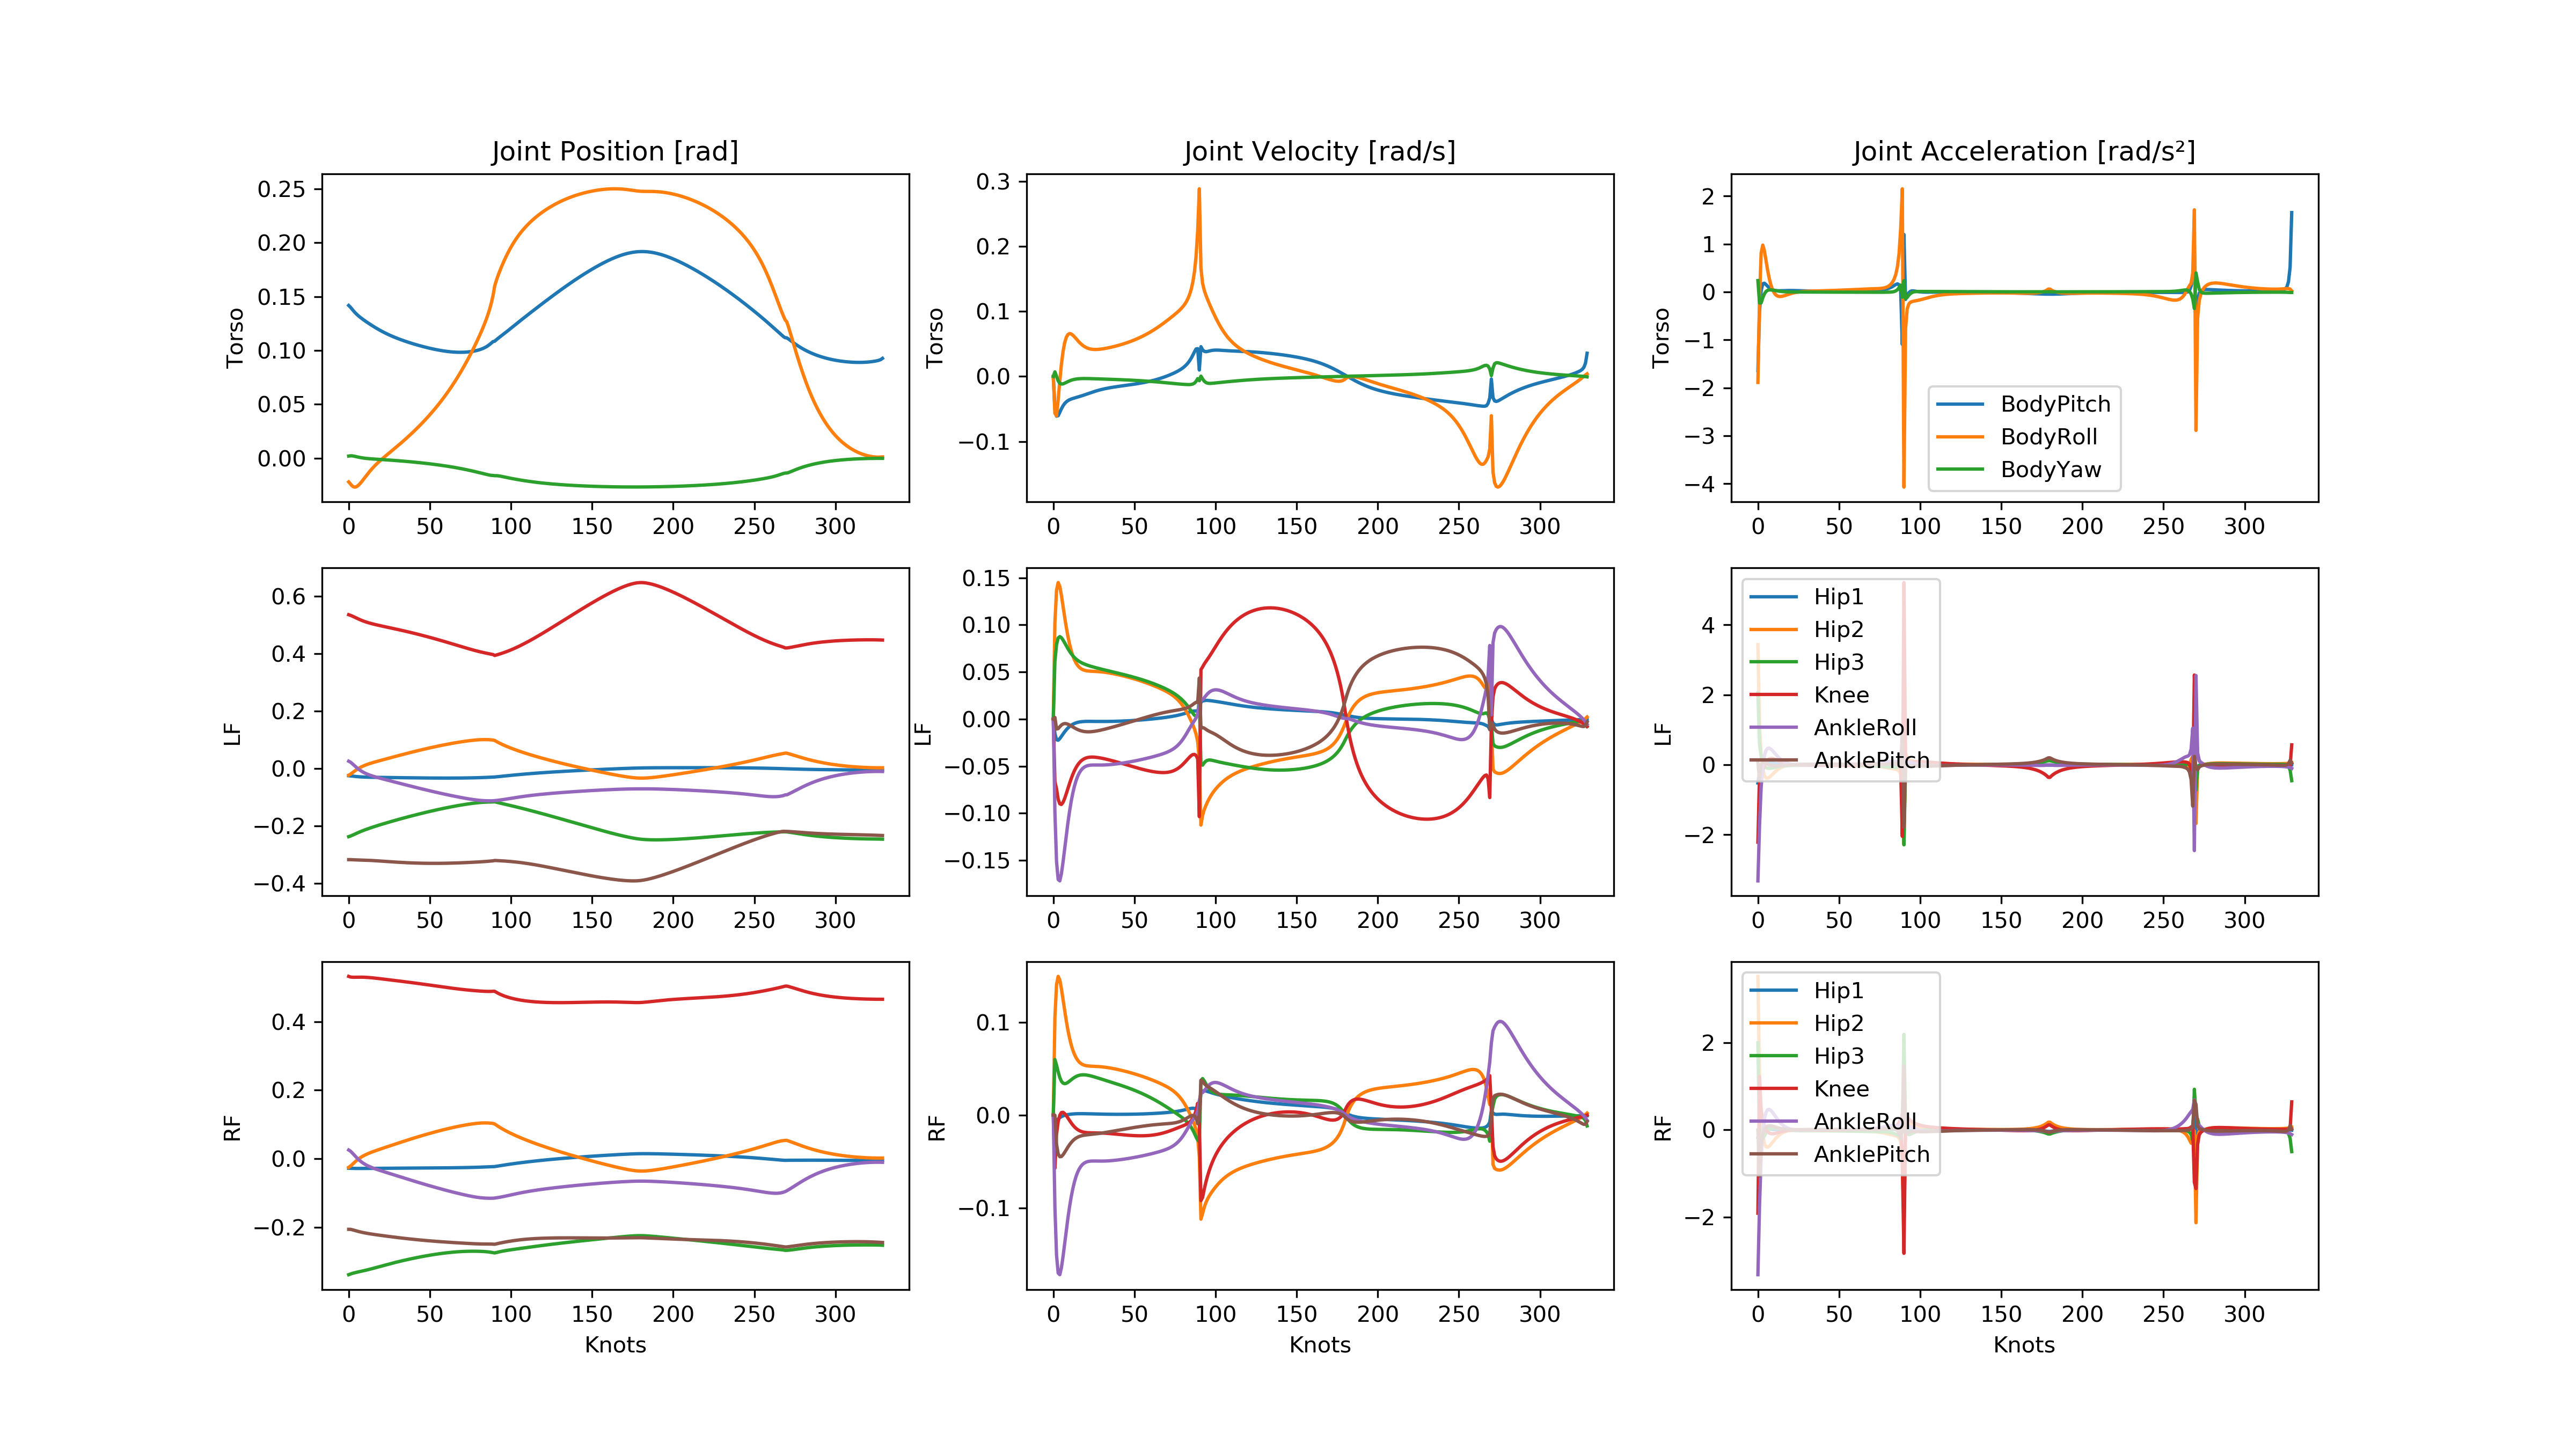 Joint Position [rad]
Joint Velocity [rad/s]
Joint Acceleration [rad/s²]
Torso
0.25
0.20
0.15
0.10
0.05
0.00
0 50 100 150 200 250 300
Torso
0.3
0.2
0.1
0.0
−0.1
0 50 100 150 200 250 300
Torso
2
1
0
−1
−2
−3
−4
BodyPitch
BodyRoll
BodyYaw
0 50 100 150 200 250 300
LF
0.6
0.4
0.2
0.0
−0.2
−0.4
0 50 100 150 200 250 300
LF
0.15
0.10
0.05
0.00
−0.05
−0.10
−0.15
0 50 100 150 200 250 300
LF
4
2
0
−2
Hip1
Hip2
Hip3
Knee
AnkleRoll
AnklePitch
0 50 100 150 200 250 300
RF
0.4
0.2
0.0
−0.2
0 50 100 150 200 250 300
Knots
RF
0.1
0.0
−0.1
0 50 100 150 200 250 300
Knots
RF
2
0
−2
Hip1
Hip2
Hip3
Knee
AnkleRoll
AnklePitch
0 50 100 150 200 250 300
Knots